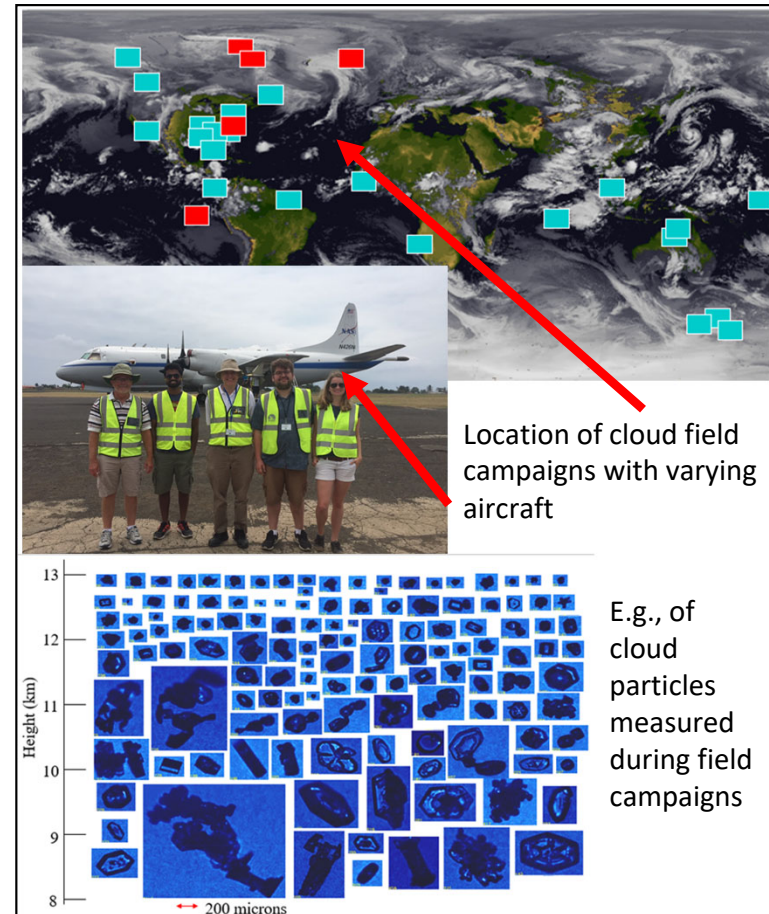 NASA
N426NA
Location of cloud field
campaigns with varying
aircraft
13
12
11
10
9
8
Height (km)
200 microns
E.g., of
cloud
particles
measured
during field
campaigns